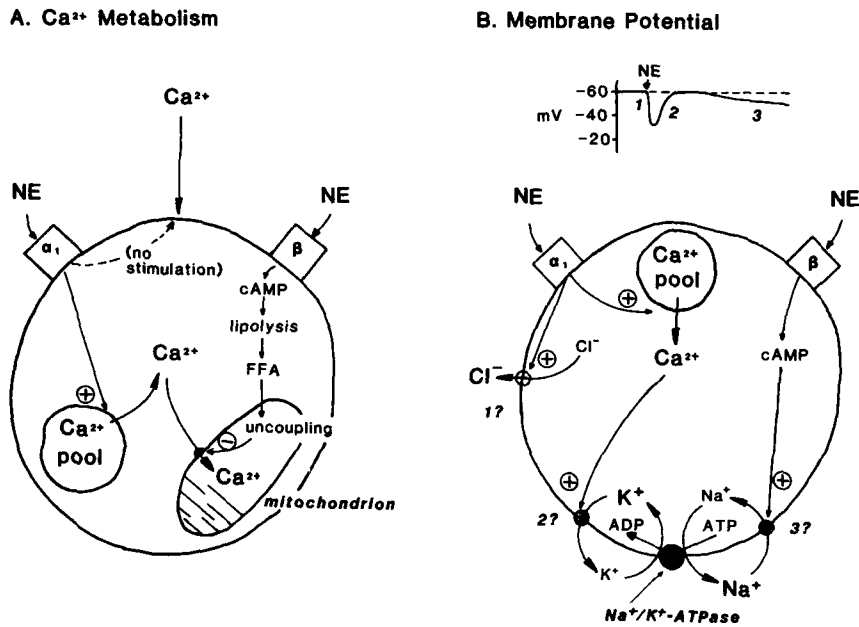 A. Ca²⁺ Metabolism
Ca²⁺
NE
NE
α₁
β
(no
stimulation)
cAMP
lipolysis
FFA
Ca²⁺
+
Ca²⁺
pool
uncoupling
−
Ca²⁺
mitochondrion
B. Membrane Potential
NE
-60
mV -40
-20
1
2
3
NE
NE
α₁
β
Ca²⁺
pool
+
+
Cl⁻
Cl⁻
1?
Ca²⁺
cAMP
+
+
K⁺
Na⁺
2?
ADP
ATP
3?
K⁺
Na⁺
Na⁺/K⁺-ATPase